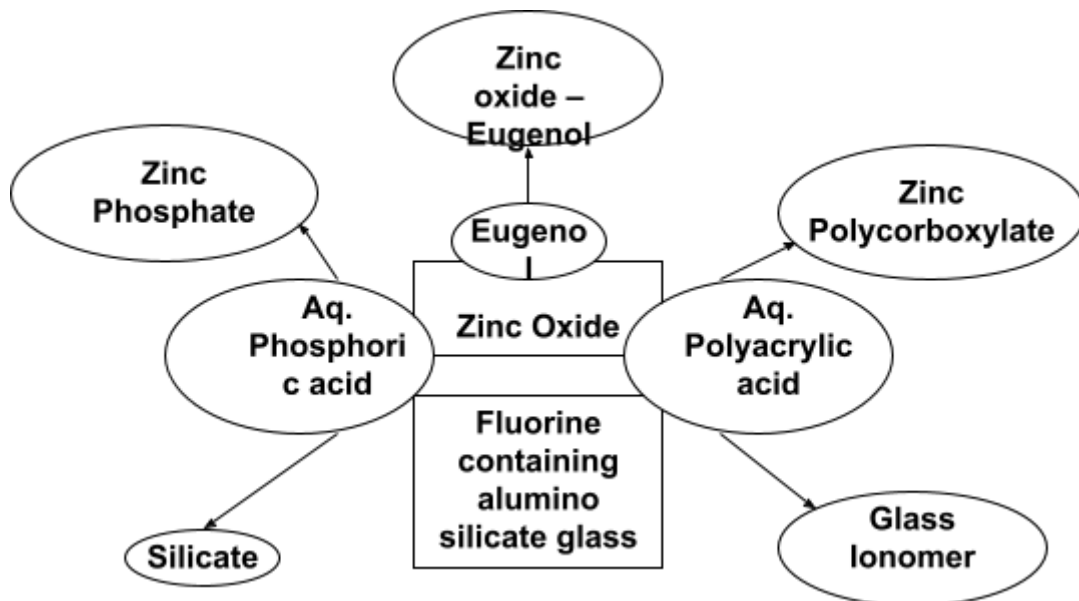 Zinc
oxide –
Eugenol
Zinc
Phosphate
Zinc
Polycorboxylate
Eugeno
l
Aq.
Phosphori
c acid
Zinc Oxide
Aq.
Polyacrylic
acid
Fluorine
containing
alumino
silicate glass
Silicate
Glass
Ionomer